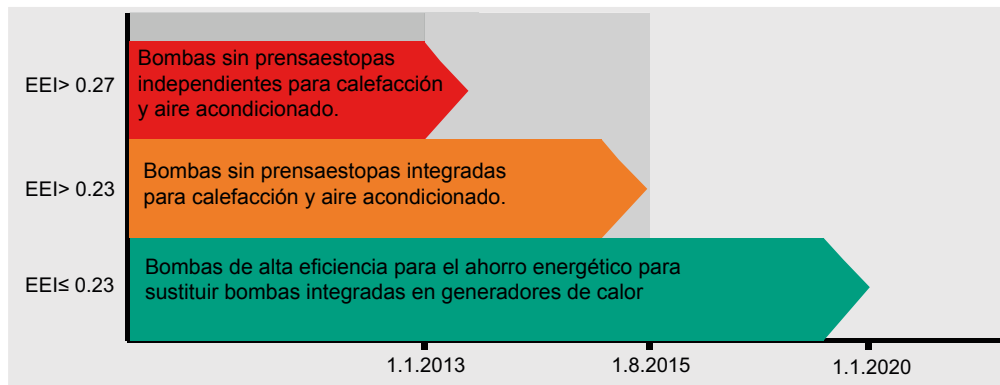 EEI> 0.27
Bombas sin prensaestopas
independientes para calefacción
y aire acondicionado.
EEI> 0.23
Bombas sin prensaestopas integradas
para calefacción y aire acondicionado.
EEI≤ 0.23
Bombas de alta eficiencia para el ahorro energético para
sustituir bombas integradas en generadores de calor
1.1.2013
1.8.2015
1.1.2020